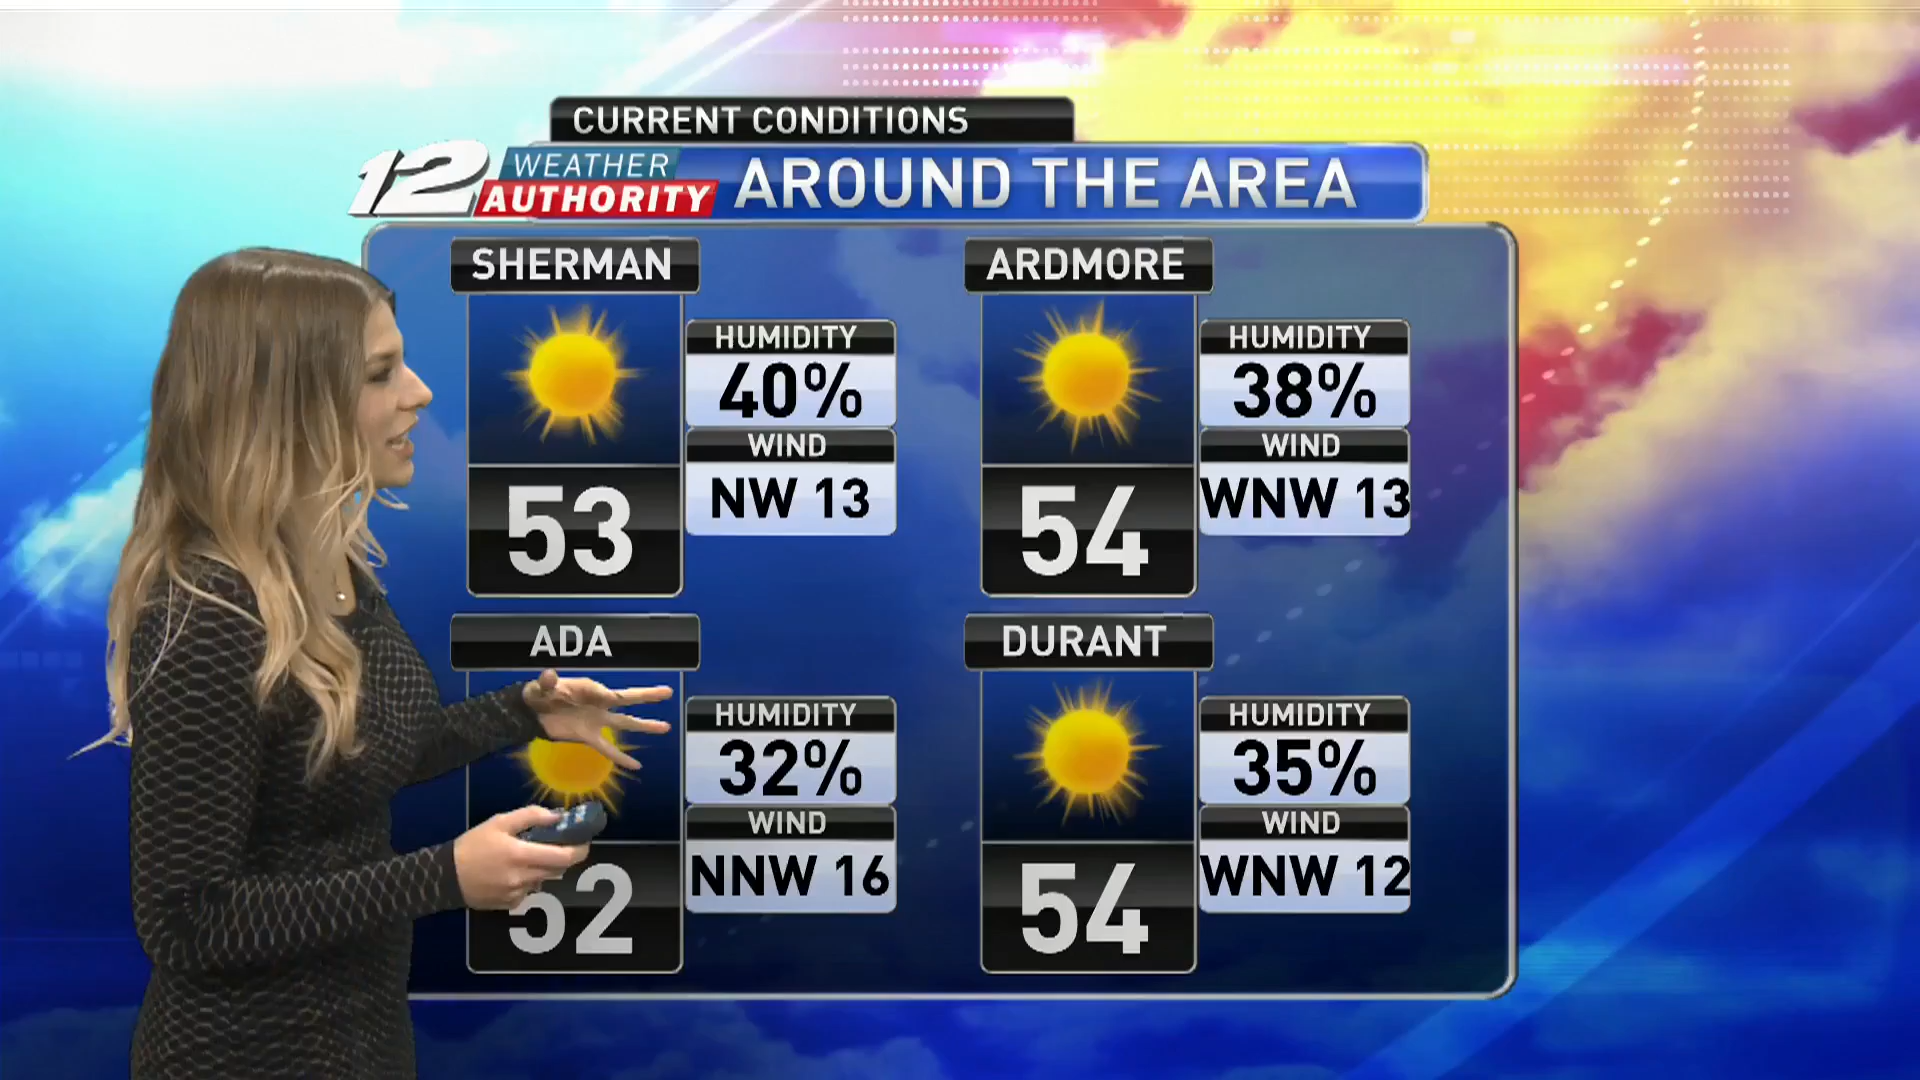 CURRENT CONDITIONS
12 WEATHER AUTHORITY
AROUND THE AREA
SHERMAN
HUMIDITY
40%
WIND
NW 13
53
ARDMORE
HUMIDITY
38%
WIND
WNW 13
54
ADA
HUMIDITY
32%
WIND
NNW 16
52
DURANT
HUMIDITY
35%
WIND
WNW 12
54